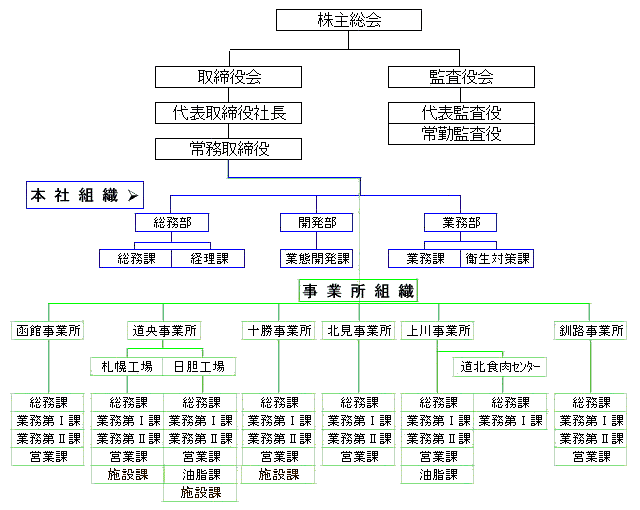 株主総会
取締役会
監査役会
代表取締役社長
代表監査役
常勤監査役
常務取締役
本社組織➢
総務部
開発部
業務部
総務課
経理課
業態開発課
業務課
衛生対策課
事業所組織
函館事業所
道央事業所
十勝事業所
北見事業所
上川事業所
釧路事業所
札幌工場
日胆工場
道北食肉センター
総務課
業務第Ⅰ課
業務第Ⅱ課
営業課
総務課
業務第Ⅰ課
業務第Ⅱ課
営業課
施設課
総務課
業務第Ⅰ課
業務第Ⅱ課
営業課
油脂課
施設課
総務課
業務第Ⅰ課
業務第Ⅱ課
営業課
施設課
総務課
業務第Ⅰ課
業務第Ⅱ課
営業課
総務課
業務第Ⅰ課
業務第Ⅱ課
営業課
油脂課
総務課
業務第Ⅰ課
総務課
業務第Ⅰ課
業務第Ⅱ課
営業課